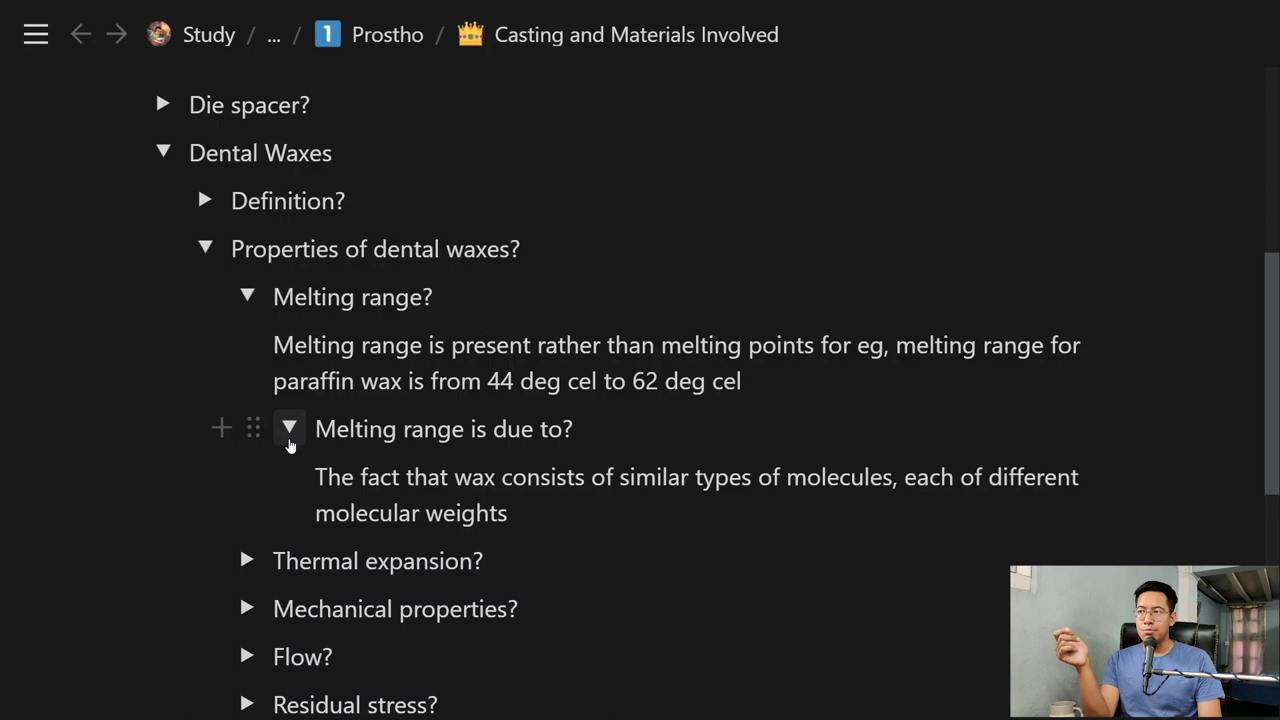 Study / ... / 1 Prostho / Casting and Materials Involved
Die spacer?
Dental Waxes
Definition?
Properties of dental waxes?
Melting range?
Melting range is present rather than melting points for eg, melting range for
paraffin wax is from 44 deg cel to 62 deg cel
Melting range is due to?
The fact that wax consists of similar types of molecules, each of different
molecular weights
Thermal expansion?
Mechanical properties?
Flow?
Residual stress?